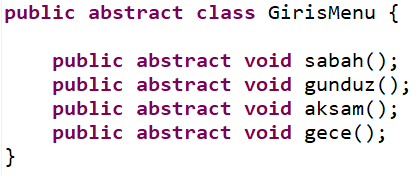 public abstract class GirisMenu {
public abstract void sabah();
public abstract void gunduz();
public abstract void aksam();
public abstract void gece();
}